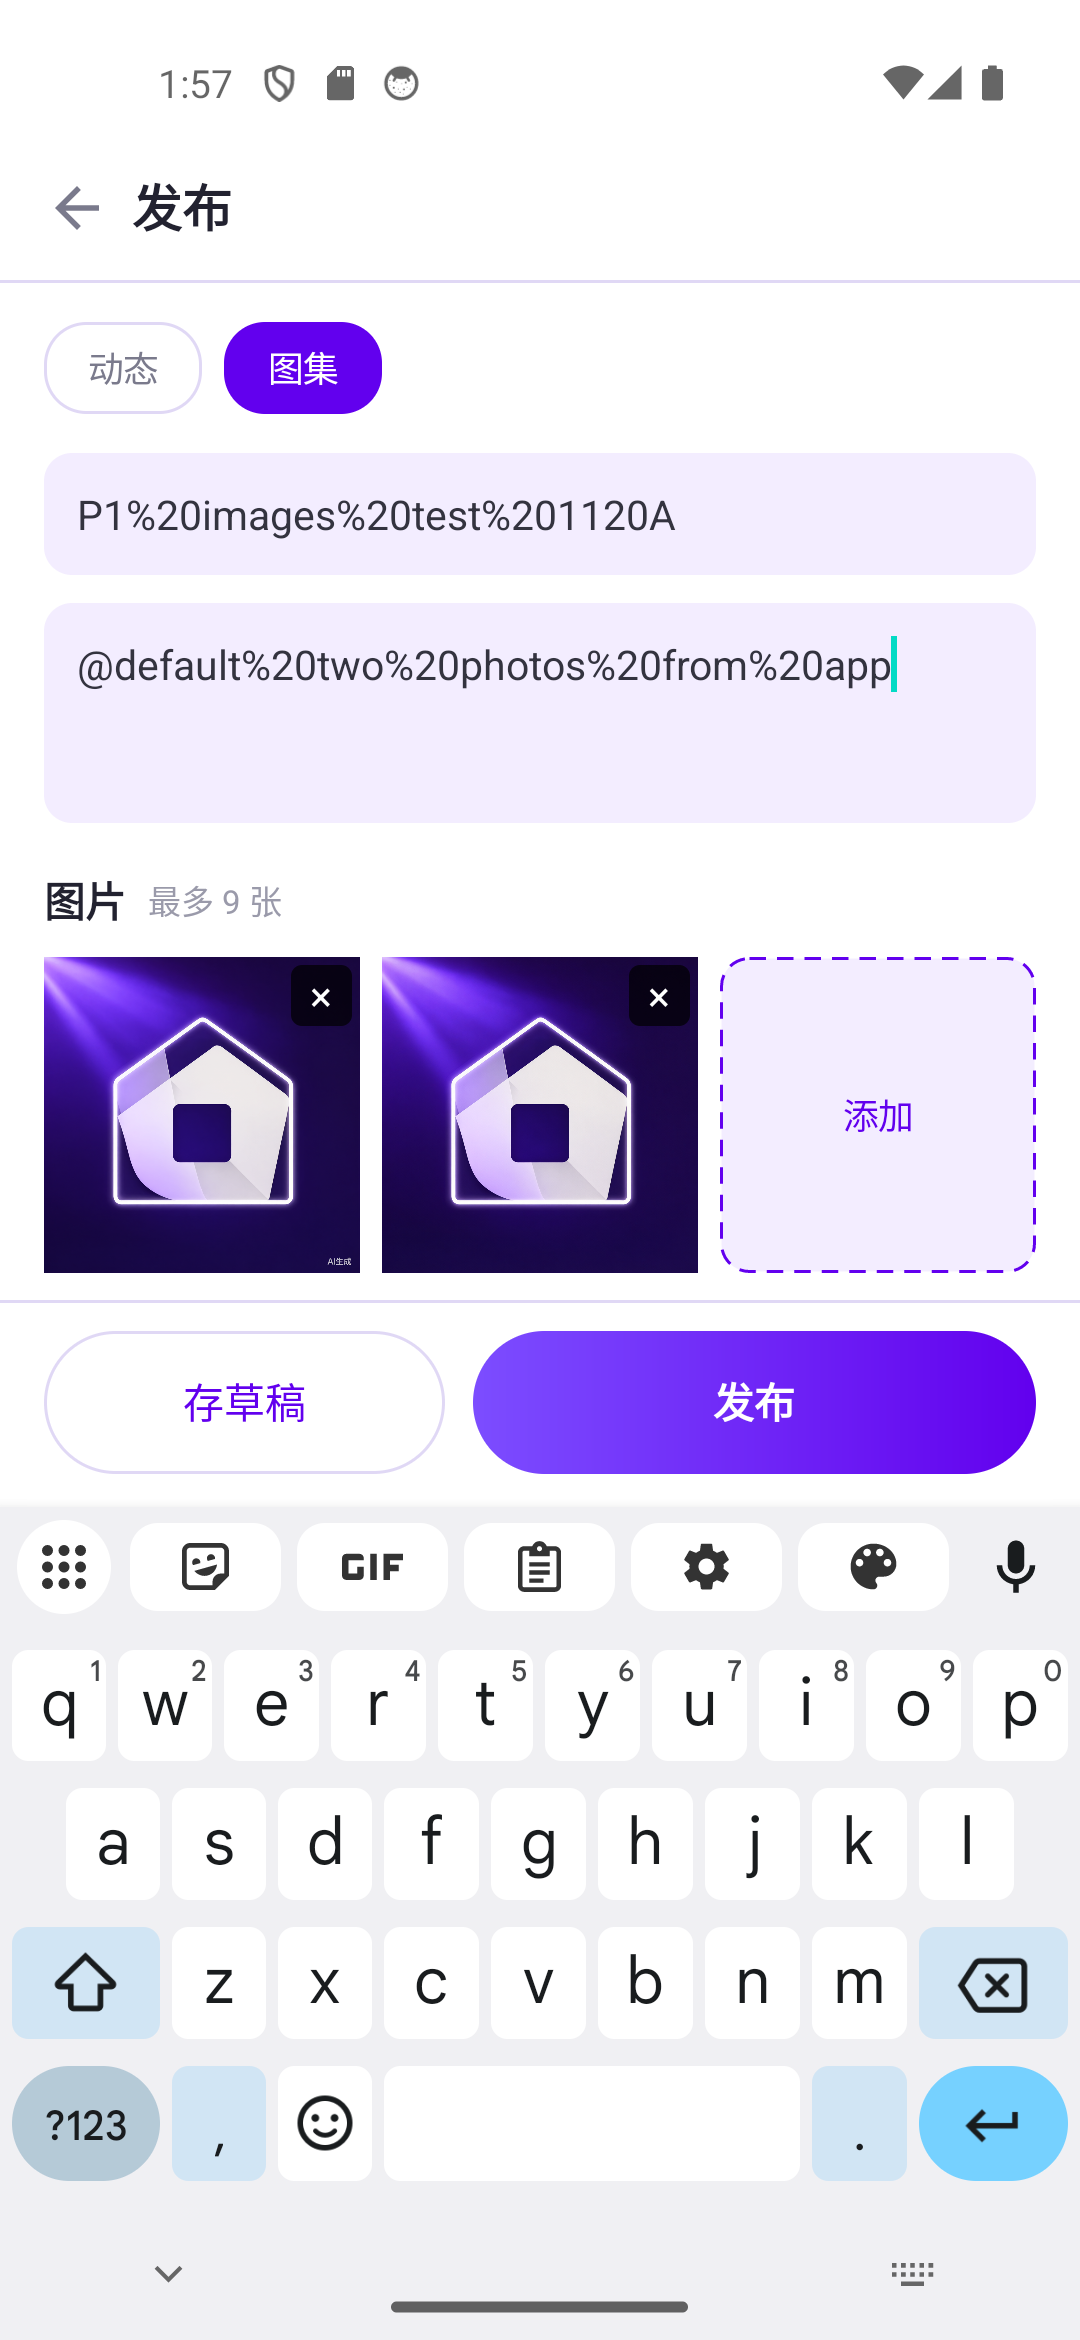 1:57
发布
动态
图集
P1%20images%20test%201120A
@default%20two%20photos%20from%20app
图片 最多 9 张
AI生成
添加
存草稿
发布
GIF
q 1 w 2 e 3 r 4 t 5 y 6 u 7 i 8 o 9 p 0
a s d f g h j k l
z x c v b n m
?123 , .